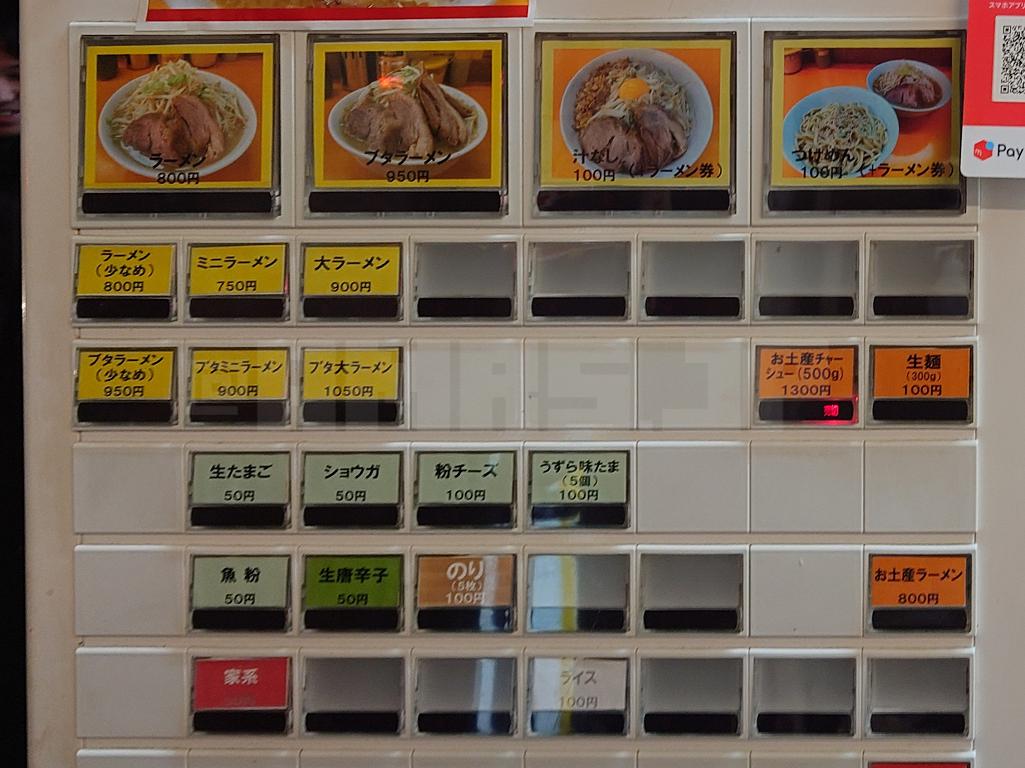 スマホアプリ
ラーメン
800円
ブタラーメン
950円
汁なし
100円 (+ラーメン券)
つけめん
100円 (+ラーメン券)
Pay
ラーメン
(少なめ)
800円
ミニラーメン
750円
大ラーメン
900円
ブタラーメン
(少なめ)
950円
ブタミニラーメン
900円
ブタ大ラーメン
1050円
お土産チャー
シュー(500g)
1300円
生麺
(300g)
100円
生たまご
50円
ショウガ
50円
粉チーズ
100円
うずら味たま
(5個)
100円
魚粉
50円
生唐辛子
50円
のり
(5枚)
100円
お土産ラーメン
800円
家系
ライス
100円